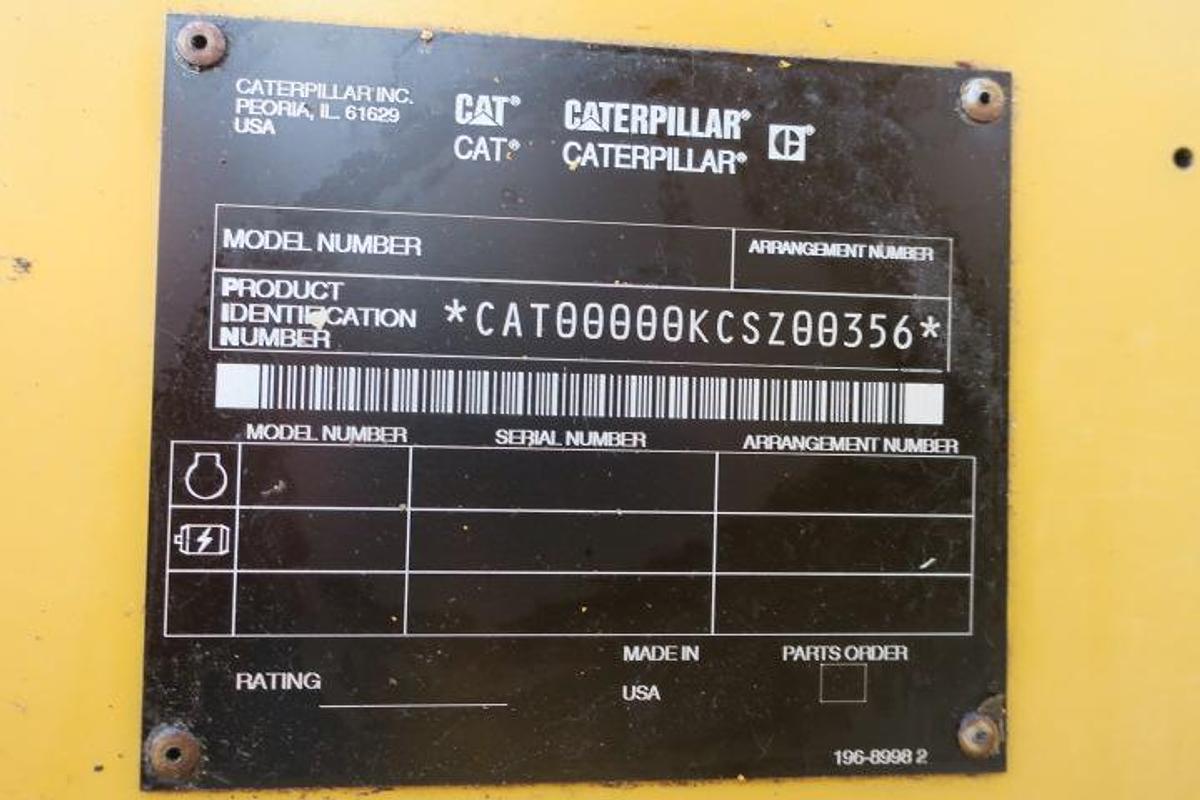 CATERPILLAR INC.
PEORIA, IL. 61629
USA
CAT® CATERPILLAR®
CAT® CATERPILLAR®
MODEL NUMBER ARRANGEMENT NUMBER
PRODUCT
IDENTIFICATION
NUMBER
*CAT00000KCSZ00356*
MODEL NUMBER SERIAL NUMBER ARRANGEMENT NUMBER
MADE IN PARTS ORDER
RATING
USA
196-8998 2